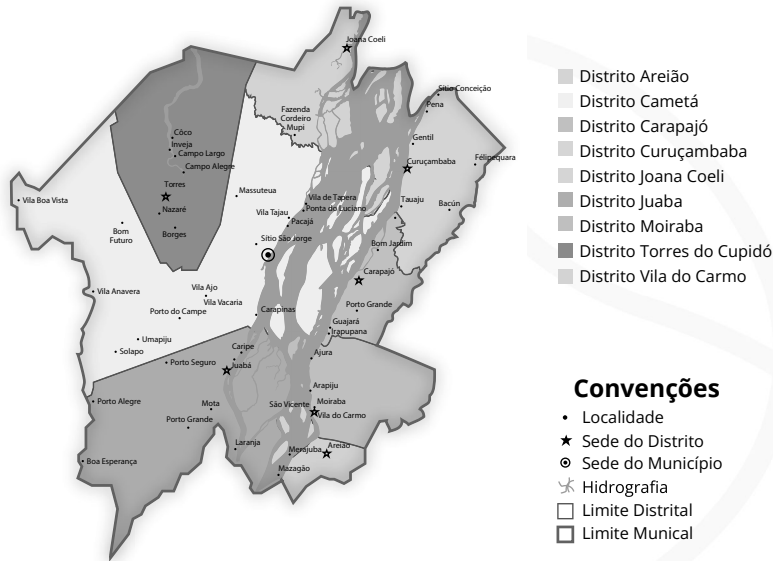 Joana Coeli
Sítio Conceição
Pena
Fazenda
Cordeiro
Mupi
Côco
Inveja
Campo Largo
Campo Alegre
Gentil
Félipequara
Curuçambaba
Torres
Nazaré
Massuteua
Vila Boa Vista
Vila de Tapera
Ponta do Luciano
Tauaju
Bacún
Vila Tajau
Pacajá
Bom
Futuro
Borges
Sítio São Jorge
Bom Jardim
Carapajó
Vila Anavera
Vila Ajo
Vila Vacaria
Porto do Campe
Carapinas
Porto Grande
Guajará
Irapupana
Umapiju
Solapo
Caripe
Porto Seguro
Juabá
Ajura
Arapiju
Porto Alegre
Mota
São Vicente
Moiraba
Vila do Carmo
Porto Grande
Laranja
Merajuba
Areião
Boa Esperança
Mazagão
Distrito Areião
Distrito Cametá
Distrito Carapajó
Distrito Curuçambaba
Distrito Joana Coeli
Distrito Juaba
Distrito Moiraba
Distrito Torres do Cupidó
Distrito Vila do Carmo
Convenções
Localidade
Sede do Distrito
Sede do Município
Hidrografia
Limite Distrital
Limite Munical